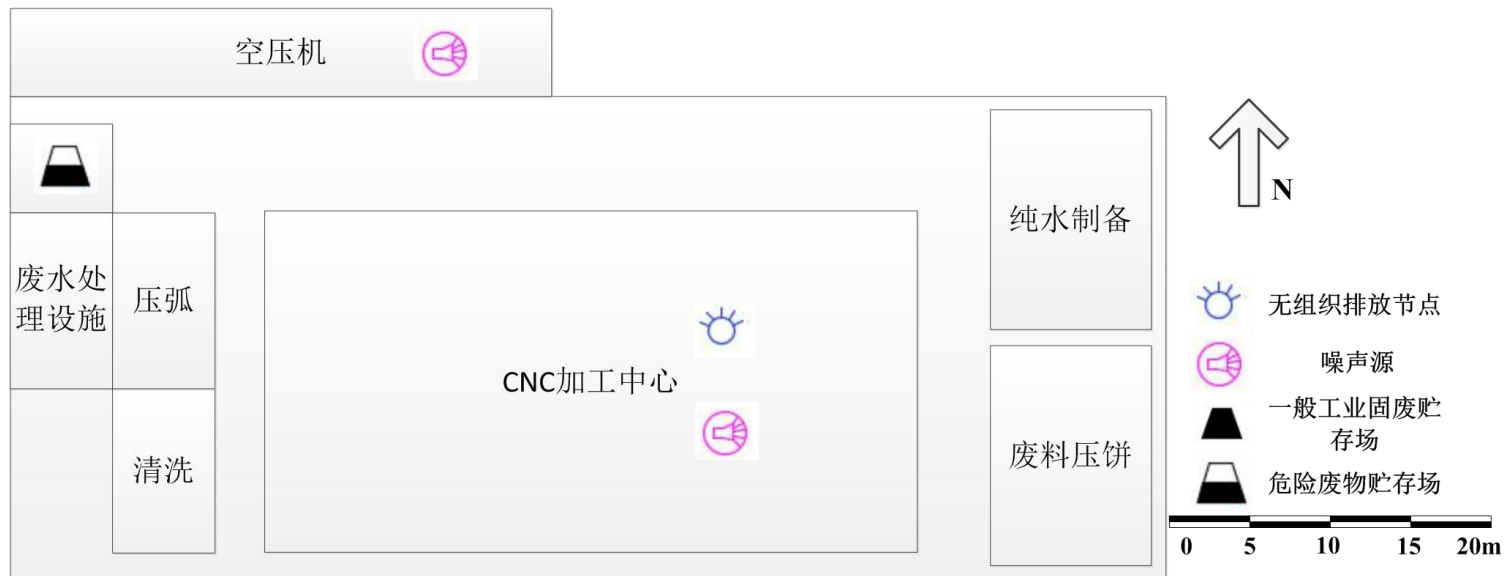 空压机
废水处
理设施
压弧
清洗
CNC加工中心
纯水制备
废料压饼
N
无组织排放节点
噪声源
一般工业固废贮
存场
危险废物贮存场
0 5 10 15 20m